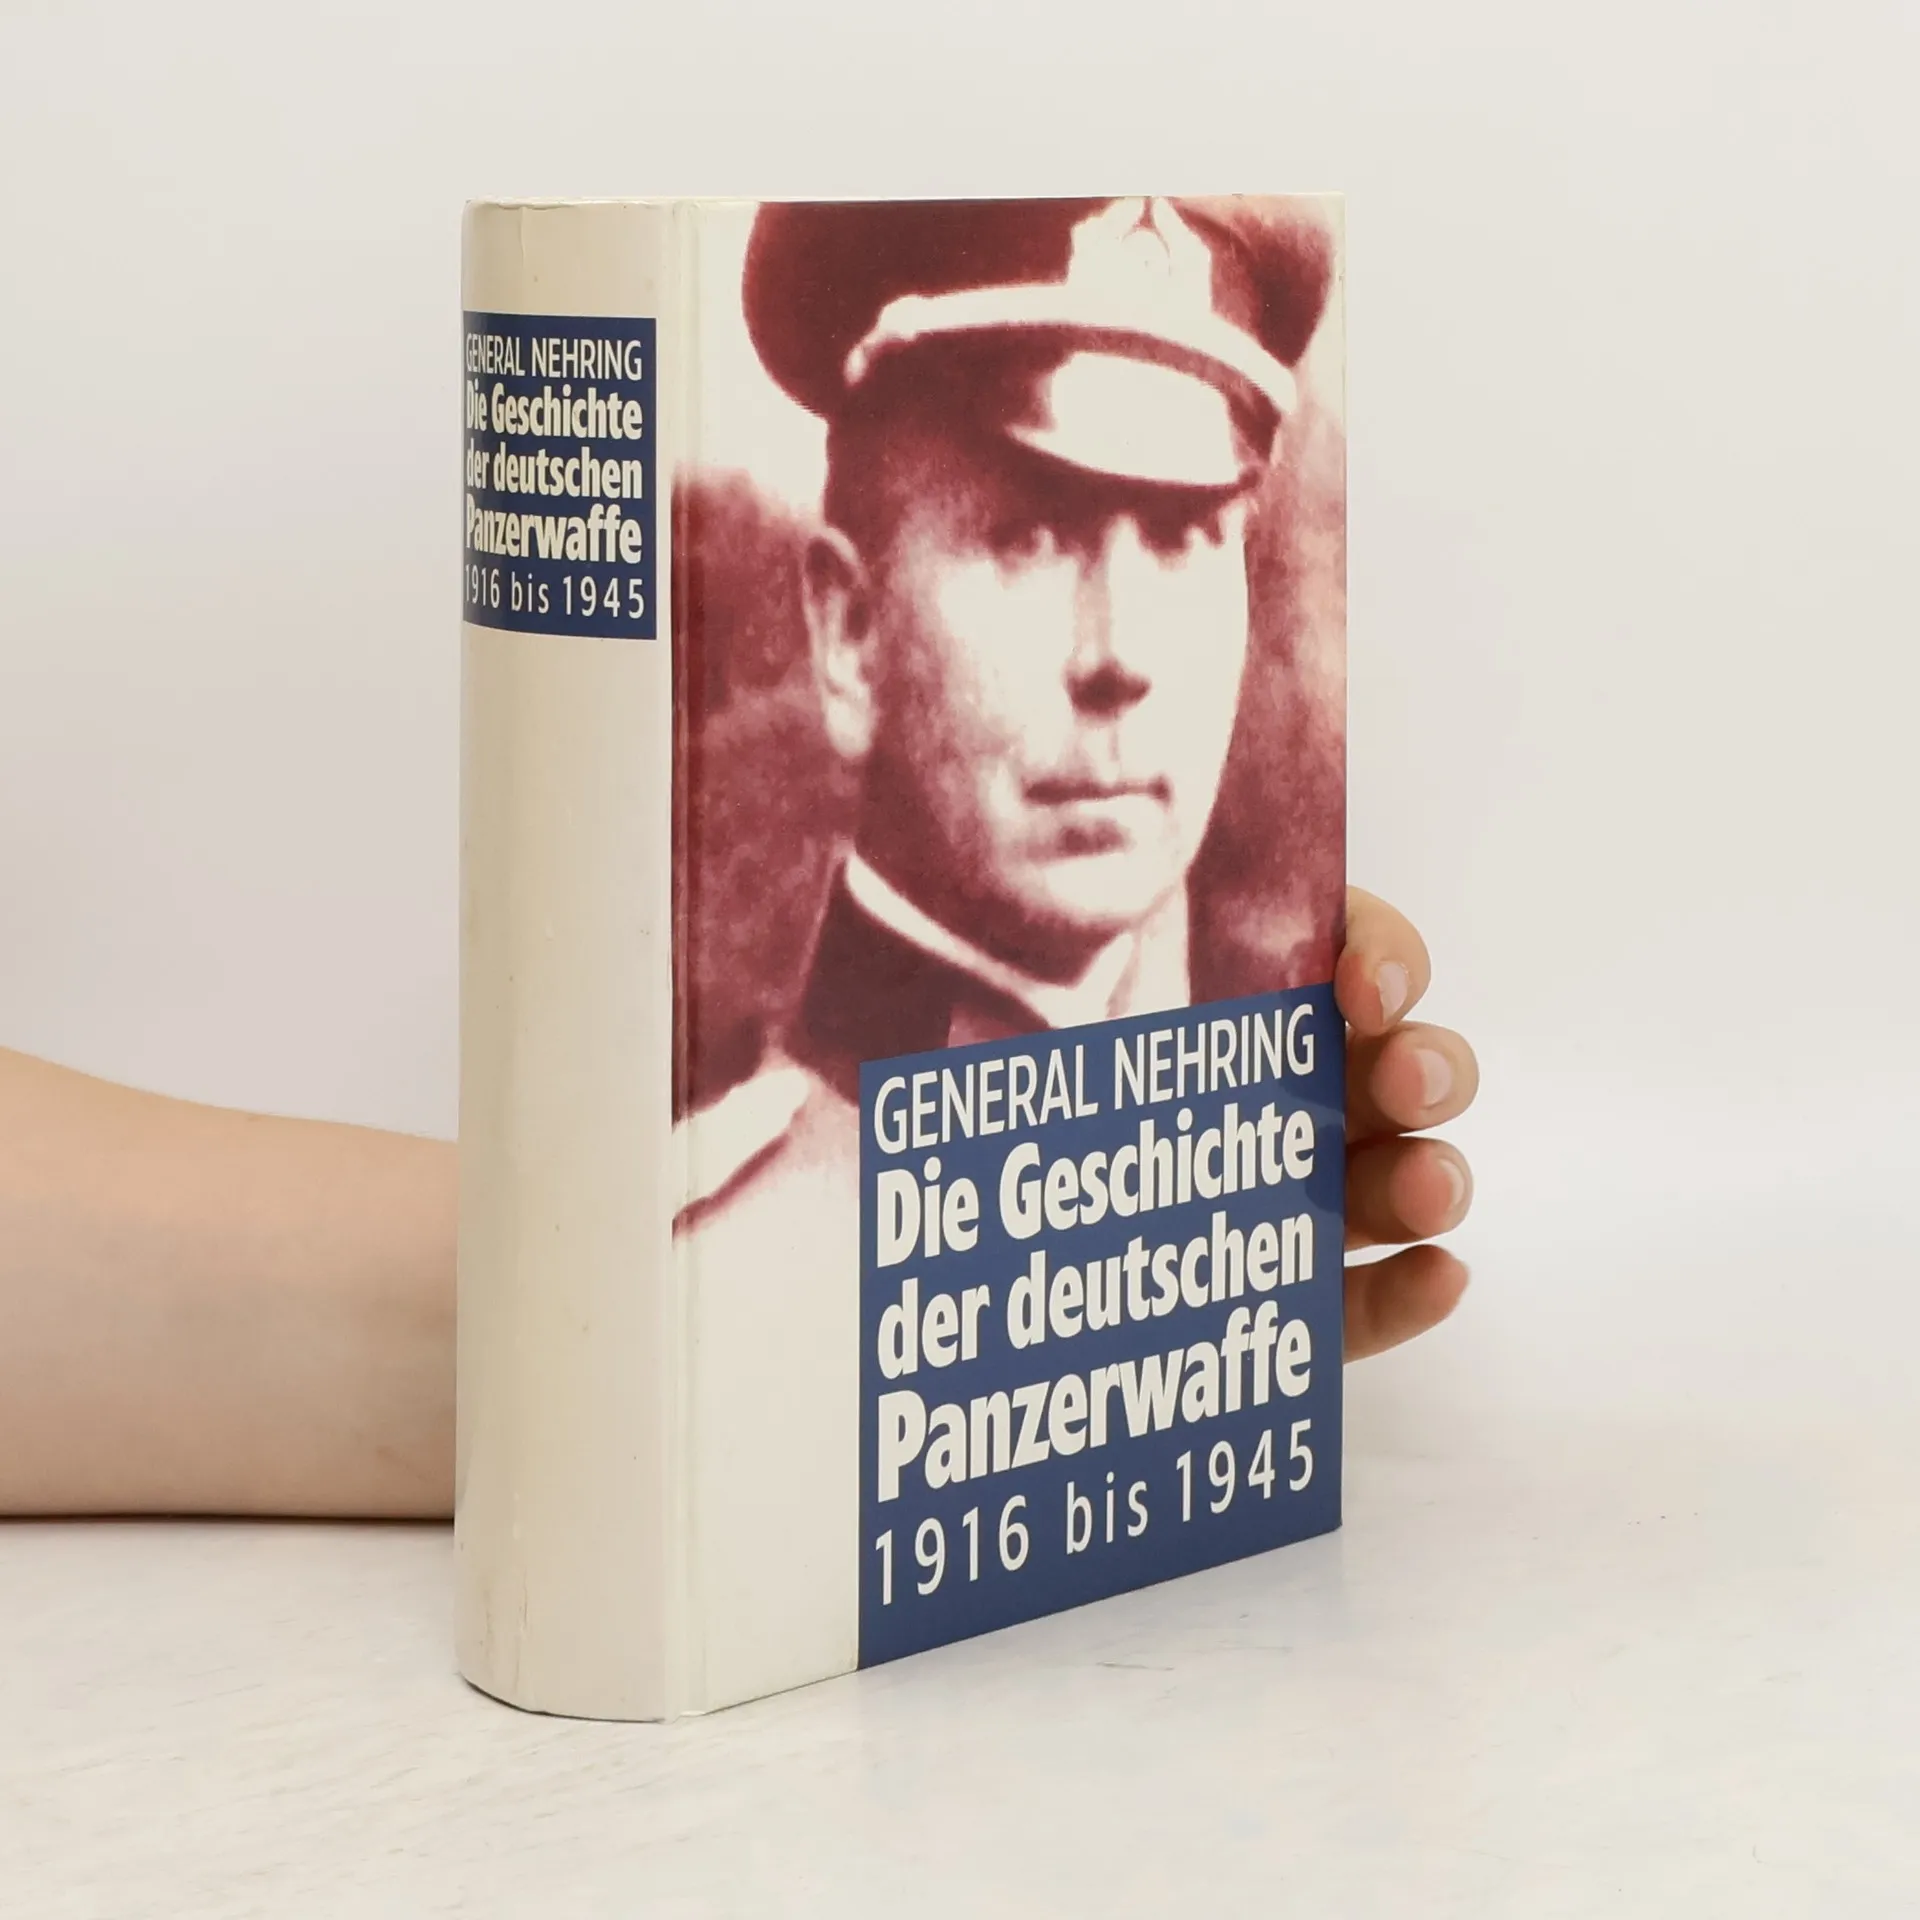 GENERAL NEHRING
Die Geschichte
der deutschen
Panzerwaffe
1916 bis 1945
GENERAL NEHRING
Die Geschichte
der deutschen
Panzerwaffe
1916 bis 1945